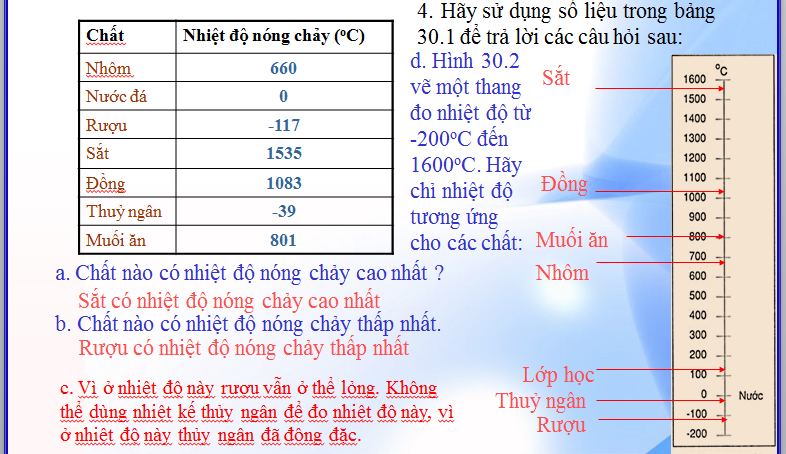 4. Hãy sử dụng số liệu trong bảng
30.1 để trả lời các câu hỏi sau:
Chất Nhiệt độ nóng chảy (ºC)
Nhôm 660
Nước đá 0
Rượu -117
Sắt 1535
Đồng 1083
Thuỷ ngân -39
Muối ăn 801
d. Hình 30.2
vẽ một thang
đo nhiệt độ từ
-200ºC đến
1600ºC. Hãy
chỉ nhiệt độ
tương ứng
cho các chất:
Sắt
Đồng
Muối ăn
Nhôm
Lớp học
Thuỷ ngân
Rượu
ºC
1600
1500
1400
1300
1200
1100
1000
900
800
700
600
500
400
300
200
100
0 Nước
-100
-200
a. Chất nào có nhiệt độ nóng chảy cao nhất ?
Sắt có nhiệt độ nóng chảy cao nhất
b. Chất nào có nhiệt độ nóng chảy thấp nhất.
Rượu có nhiệt độ nóng chảy thấp nhất
c. Vì ở nhiệt độ này rượu vẫn ở thể lỏng. Không
thể dùng nhiệt kế thủy ngân để đo nhiệt độ này, vì
ở nhiệt độ này thủy ngân đã đông đặc.